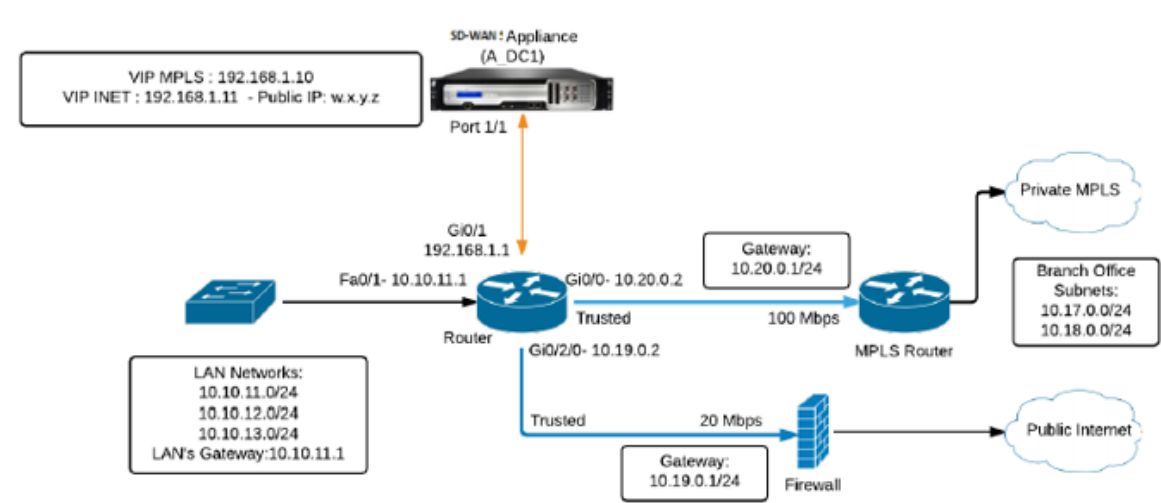 SD-WAN: Appliance
(A_DC1)
VIP MPLS : 192.168.1.10
VIP INET : 192.168.1.11 - Public IP: w.x.y.z
Port 1/1
Private MPLS
Gi0/1
192.168.1.1
Gateway:
10.20.0.1/24
Fa0/1- 10.10.11.1
Gi0/0- 10.20.0.2
Branch Office
Subnets:
10.17.0.0/24
10.18.0.0/24
Trusted
100 Mbps
Router
MPLS Router
Gi0/2/0- 10.19.0.2
LAN Networks:
10.10.11.0/24
10.10.12.0/24
10.10.13.0/24
LAN's Gateway:10.10.11.1
Trusted
20 Mbps
Public Internet
Gateway:
10.19.0.1/24
Firewall